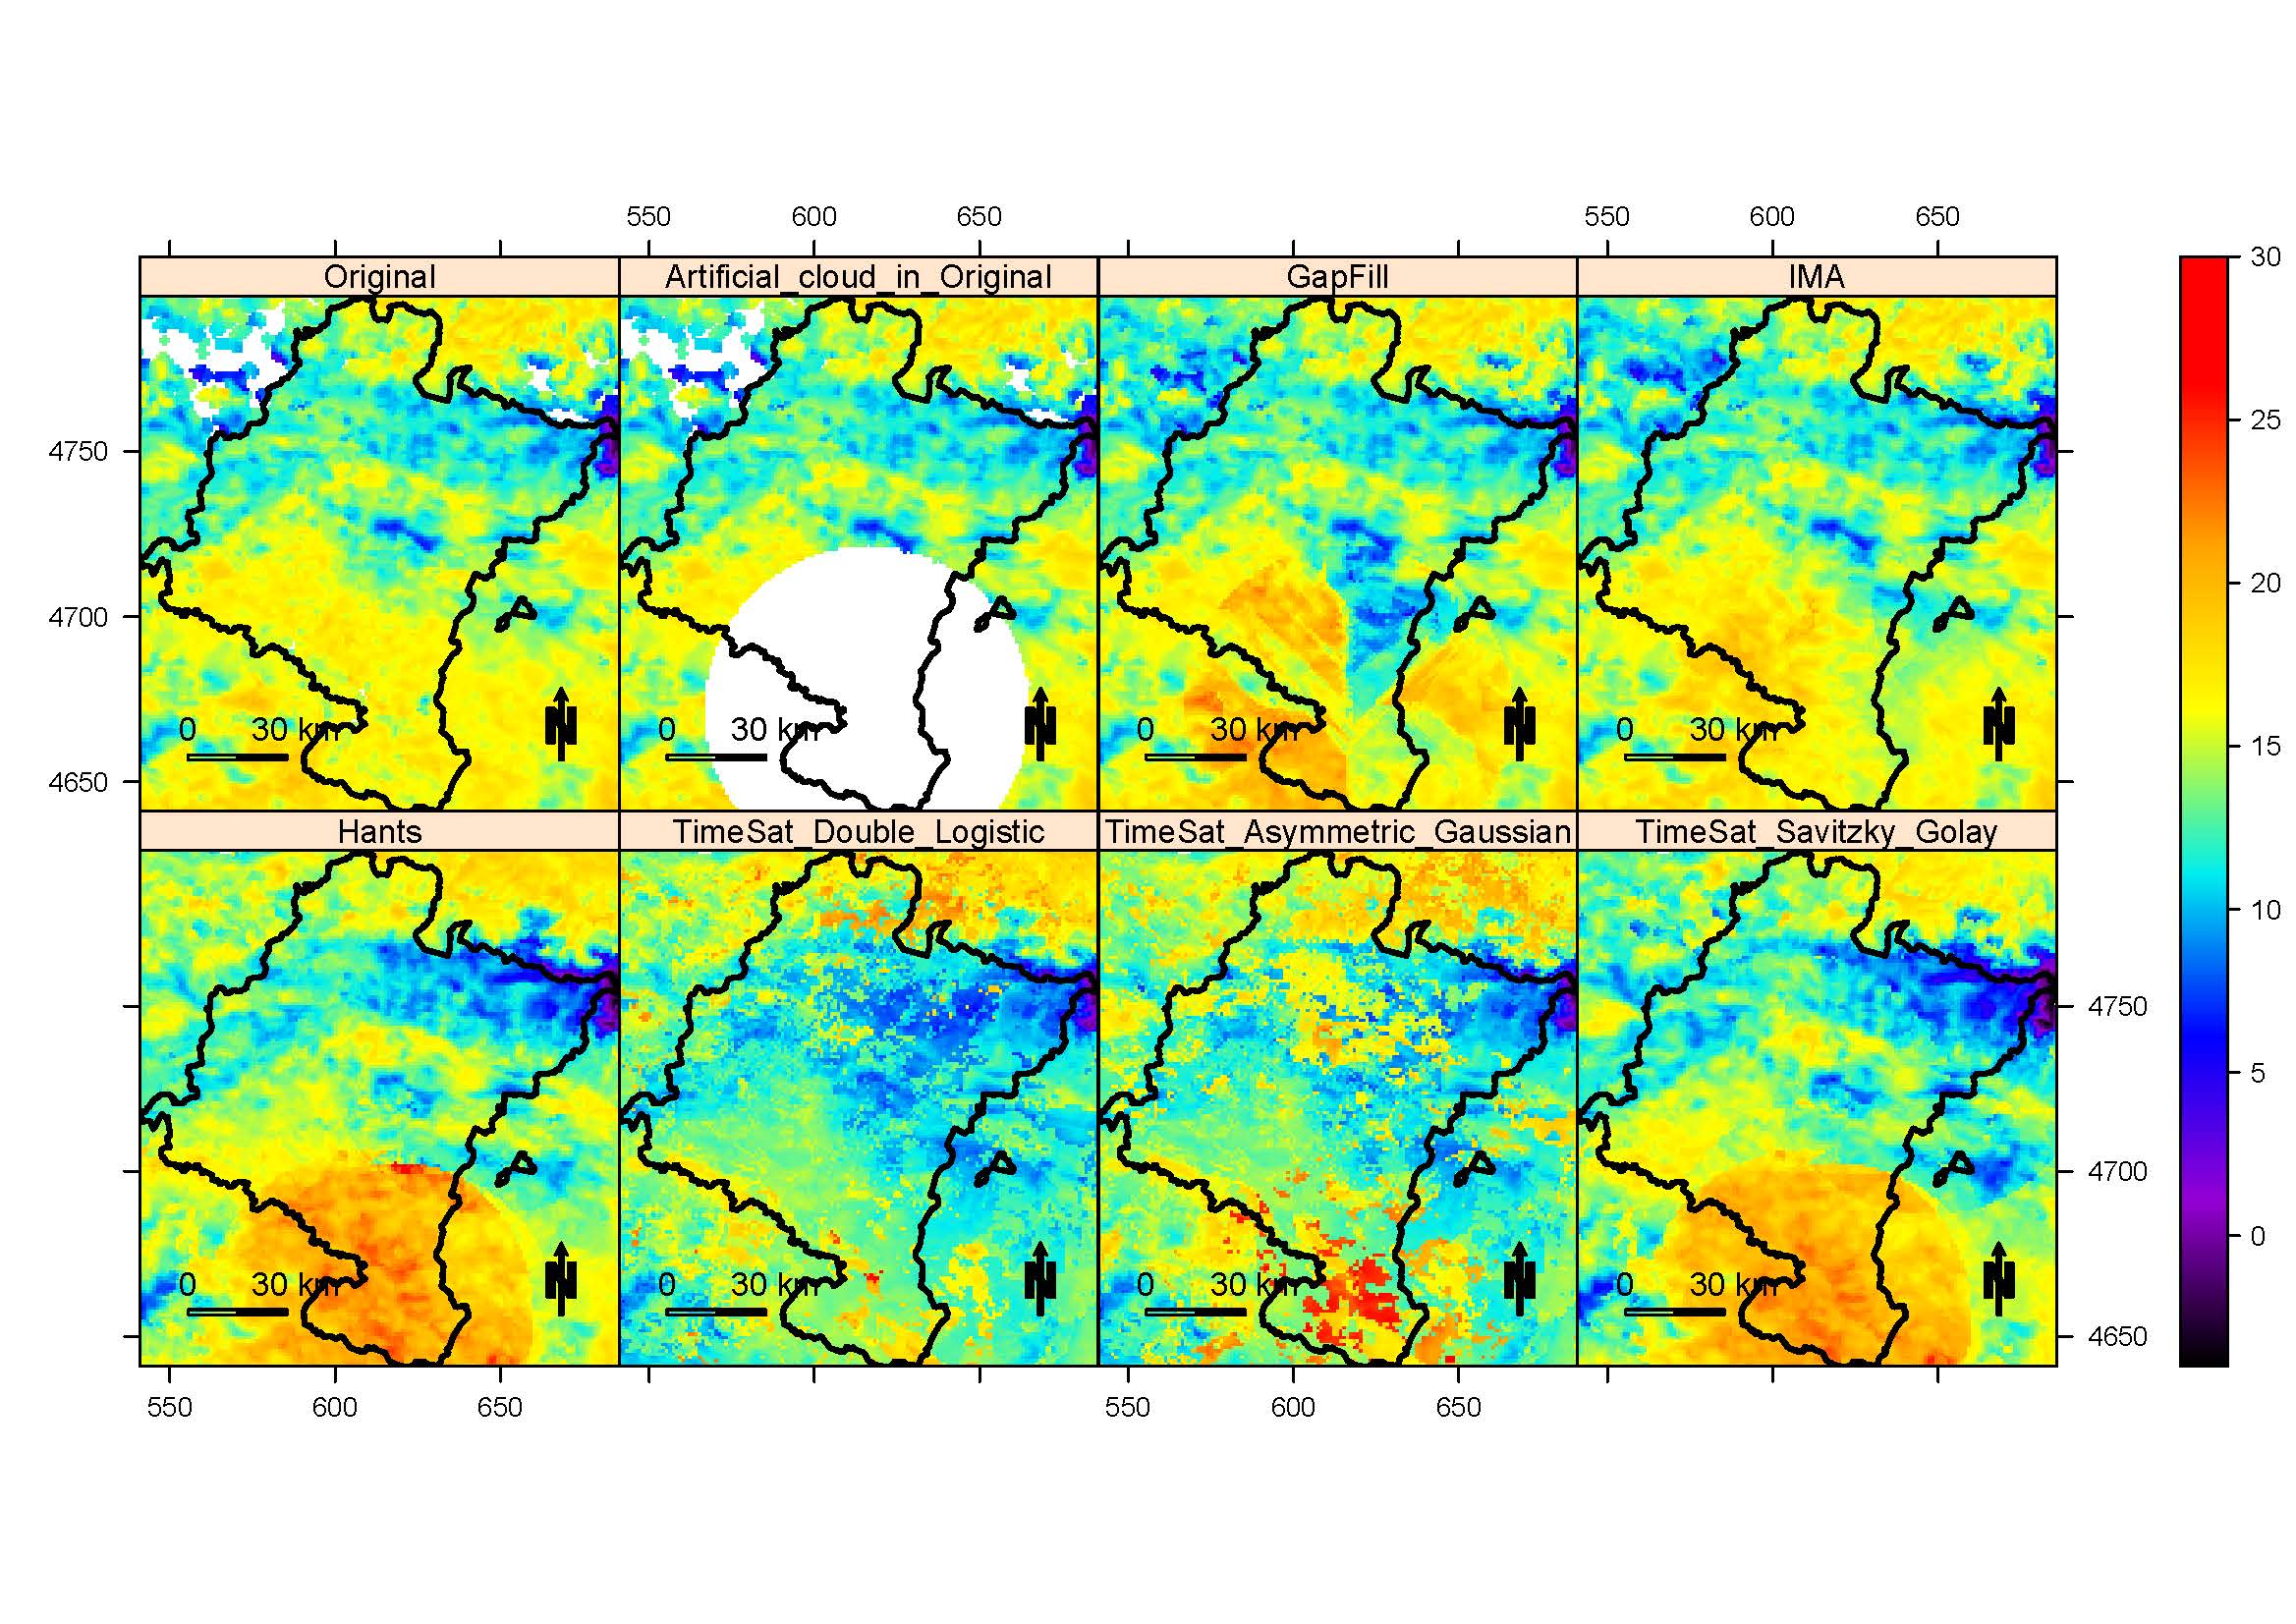 550 600 650 550 600 650
Original Artificial_cloud_in_Original GapFill IMA
30
25
20
15
10
5
0
4750
4700
4650
0 30 km N
0 30 km N
0 30 km N
0 30 km N
Hants TimeSat_Double_Logistic TimeSat_Asymmetric_Gaussian TimeSat_Savitzky_Golay
4750
4700
4650
0 30 km N
0 30 km N
0 30 km N
0 30 km N
550 600 650 550 600 650